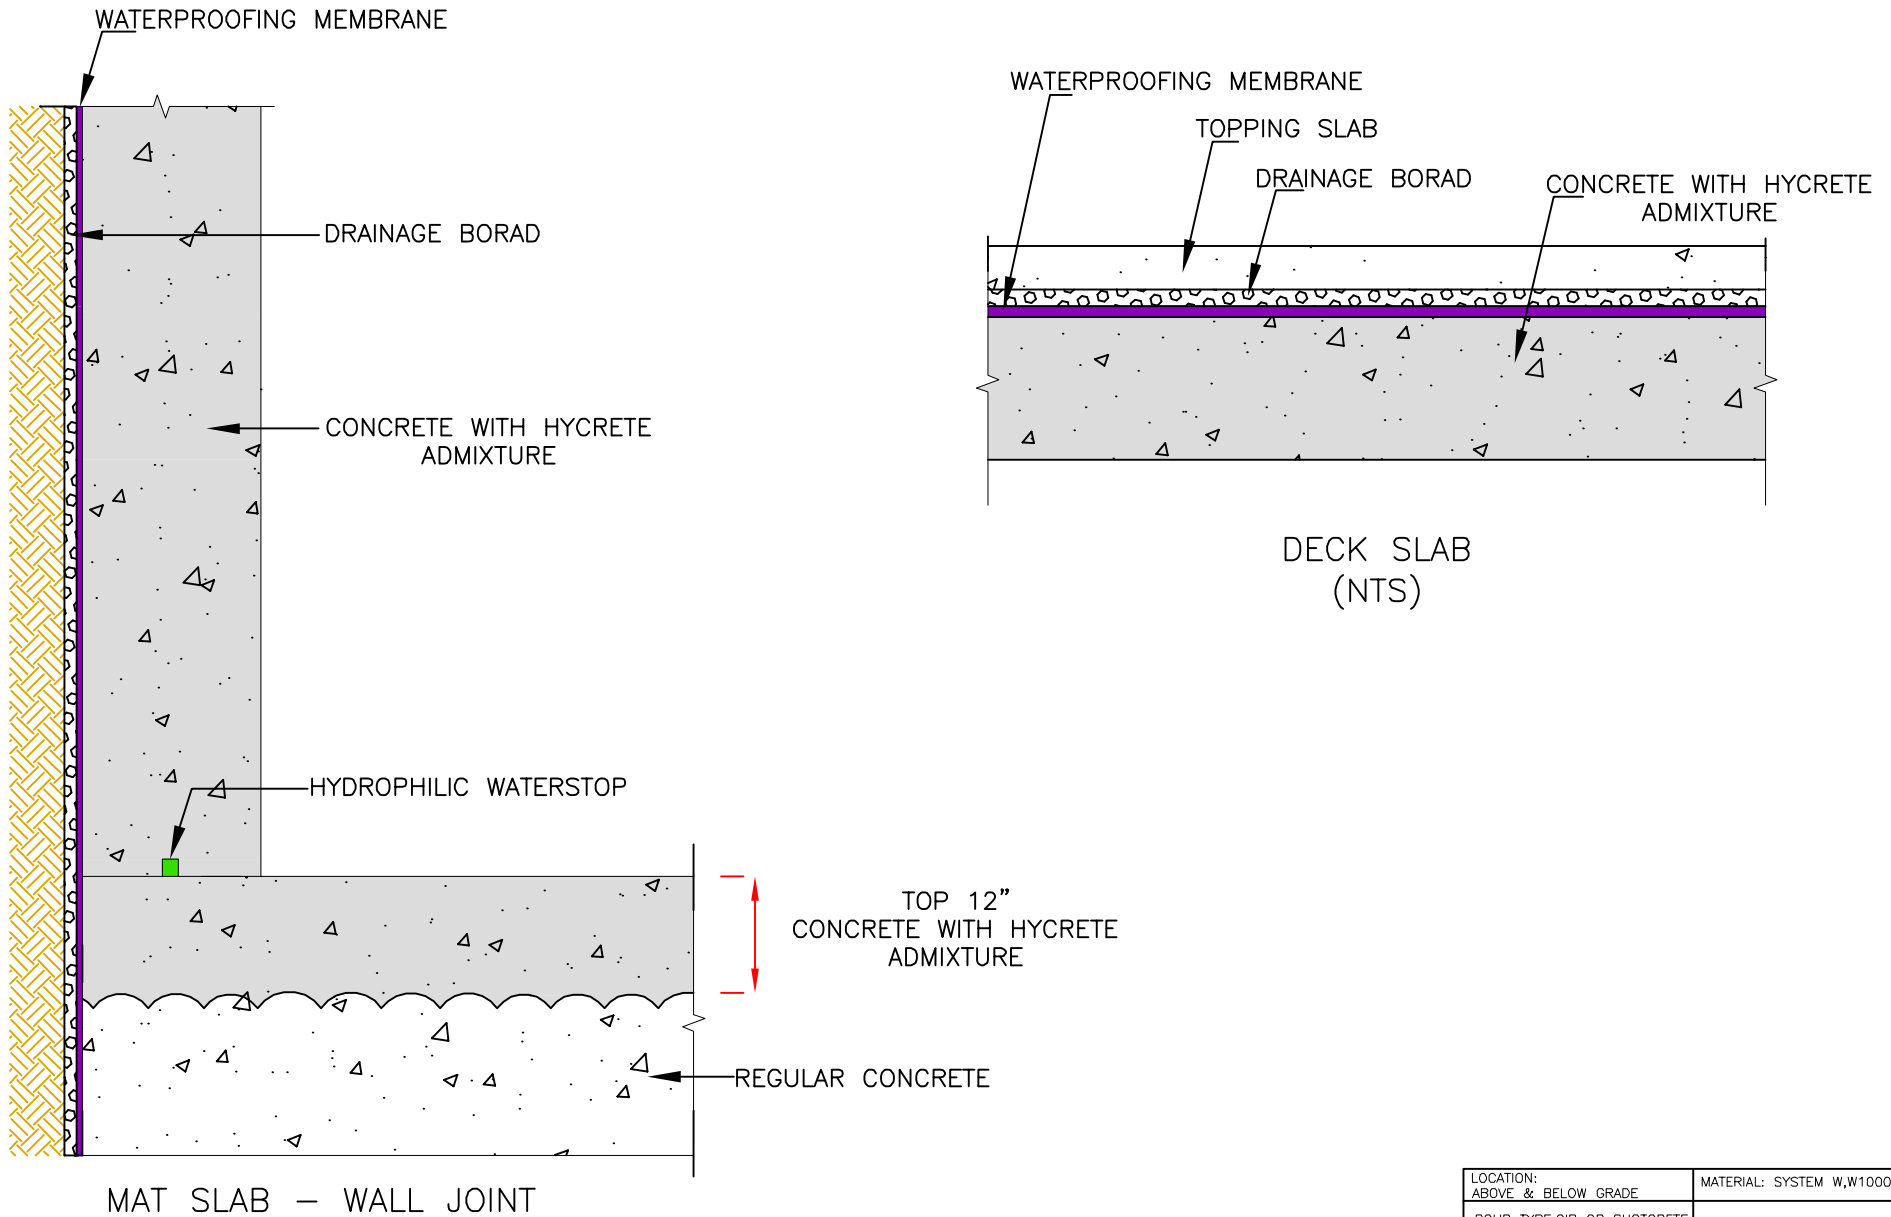 WATERPROOFING MEMBRANE
DRAINAGE BORAD
CONCRETE WITH HYCRETE
ADMIXTURE
HYDROPHILIC WATERSTOP
TOP 12"
CONCRETE WITH HYCRETE
ADMIXTURE
REGULAR CONCRETE
MAT SLAB - WALL JOINT
WATERPROOFING MEMBRANE
TOPPING SLAB
DRAINAGE BORAD
CONCRETE WITH HYCRETE
ADMIXTURE
DECK SLAB
(NTS)
LOCATION:
ABOVE & BELOW GRADE
MATERIAL: SYSTEM W,W1000